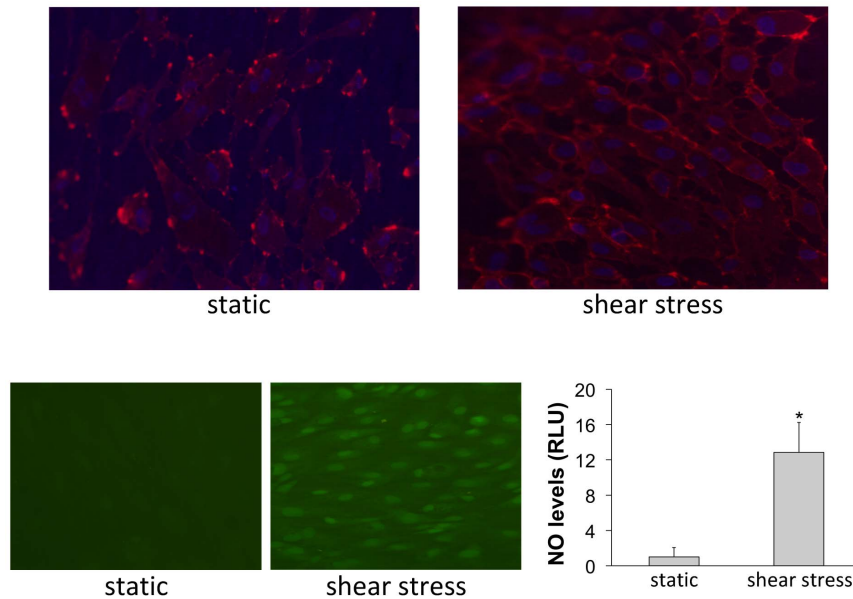 static
shear stress
static
shear stress
NO levels (RLU)
20
16
12
8
4
0
*
static
shear stress